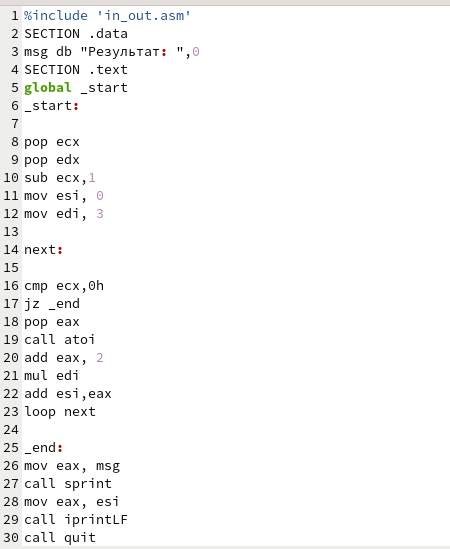 1 %include 'in_out.asm'
2 SECTION .data
3 msg db "Результат: ",0
4 SECTION .text
5 global _start
6 _start:
7
8 pop ecx
9 pop edx
10 sub ecx,1
11 mov esi, 0
12 mov edi, 3
13
14 next:
15
16 cmp ecx,0h
17 jz _end
18 pop eax
19 call atoi
20 add eax, 2
21 mul edi
22 add esi,eax
23 loop next
24
25 _end:
26 mov eax, msg
27 call sprint
28 mov eax, esi
29 call iprintLF
30 call quit